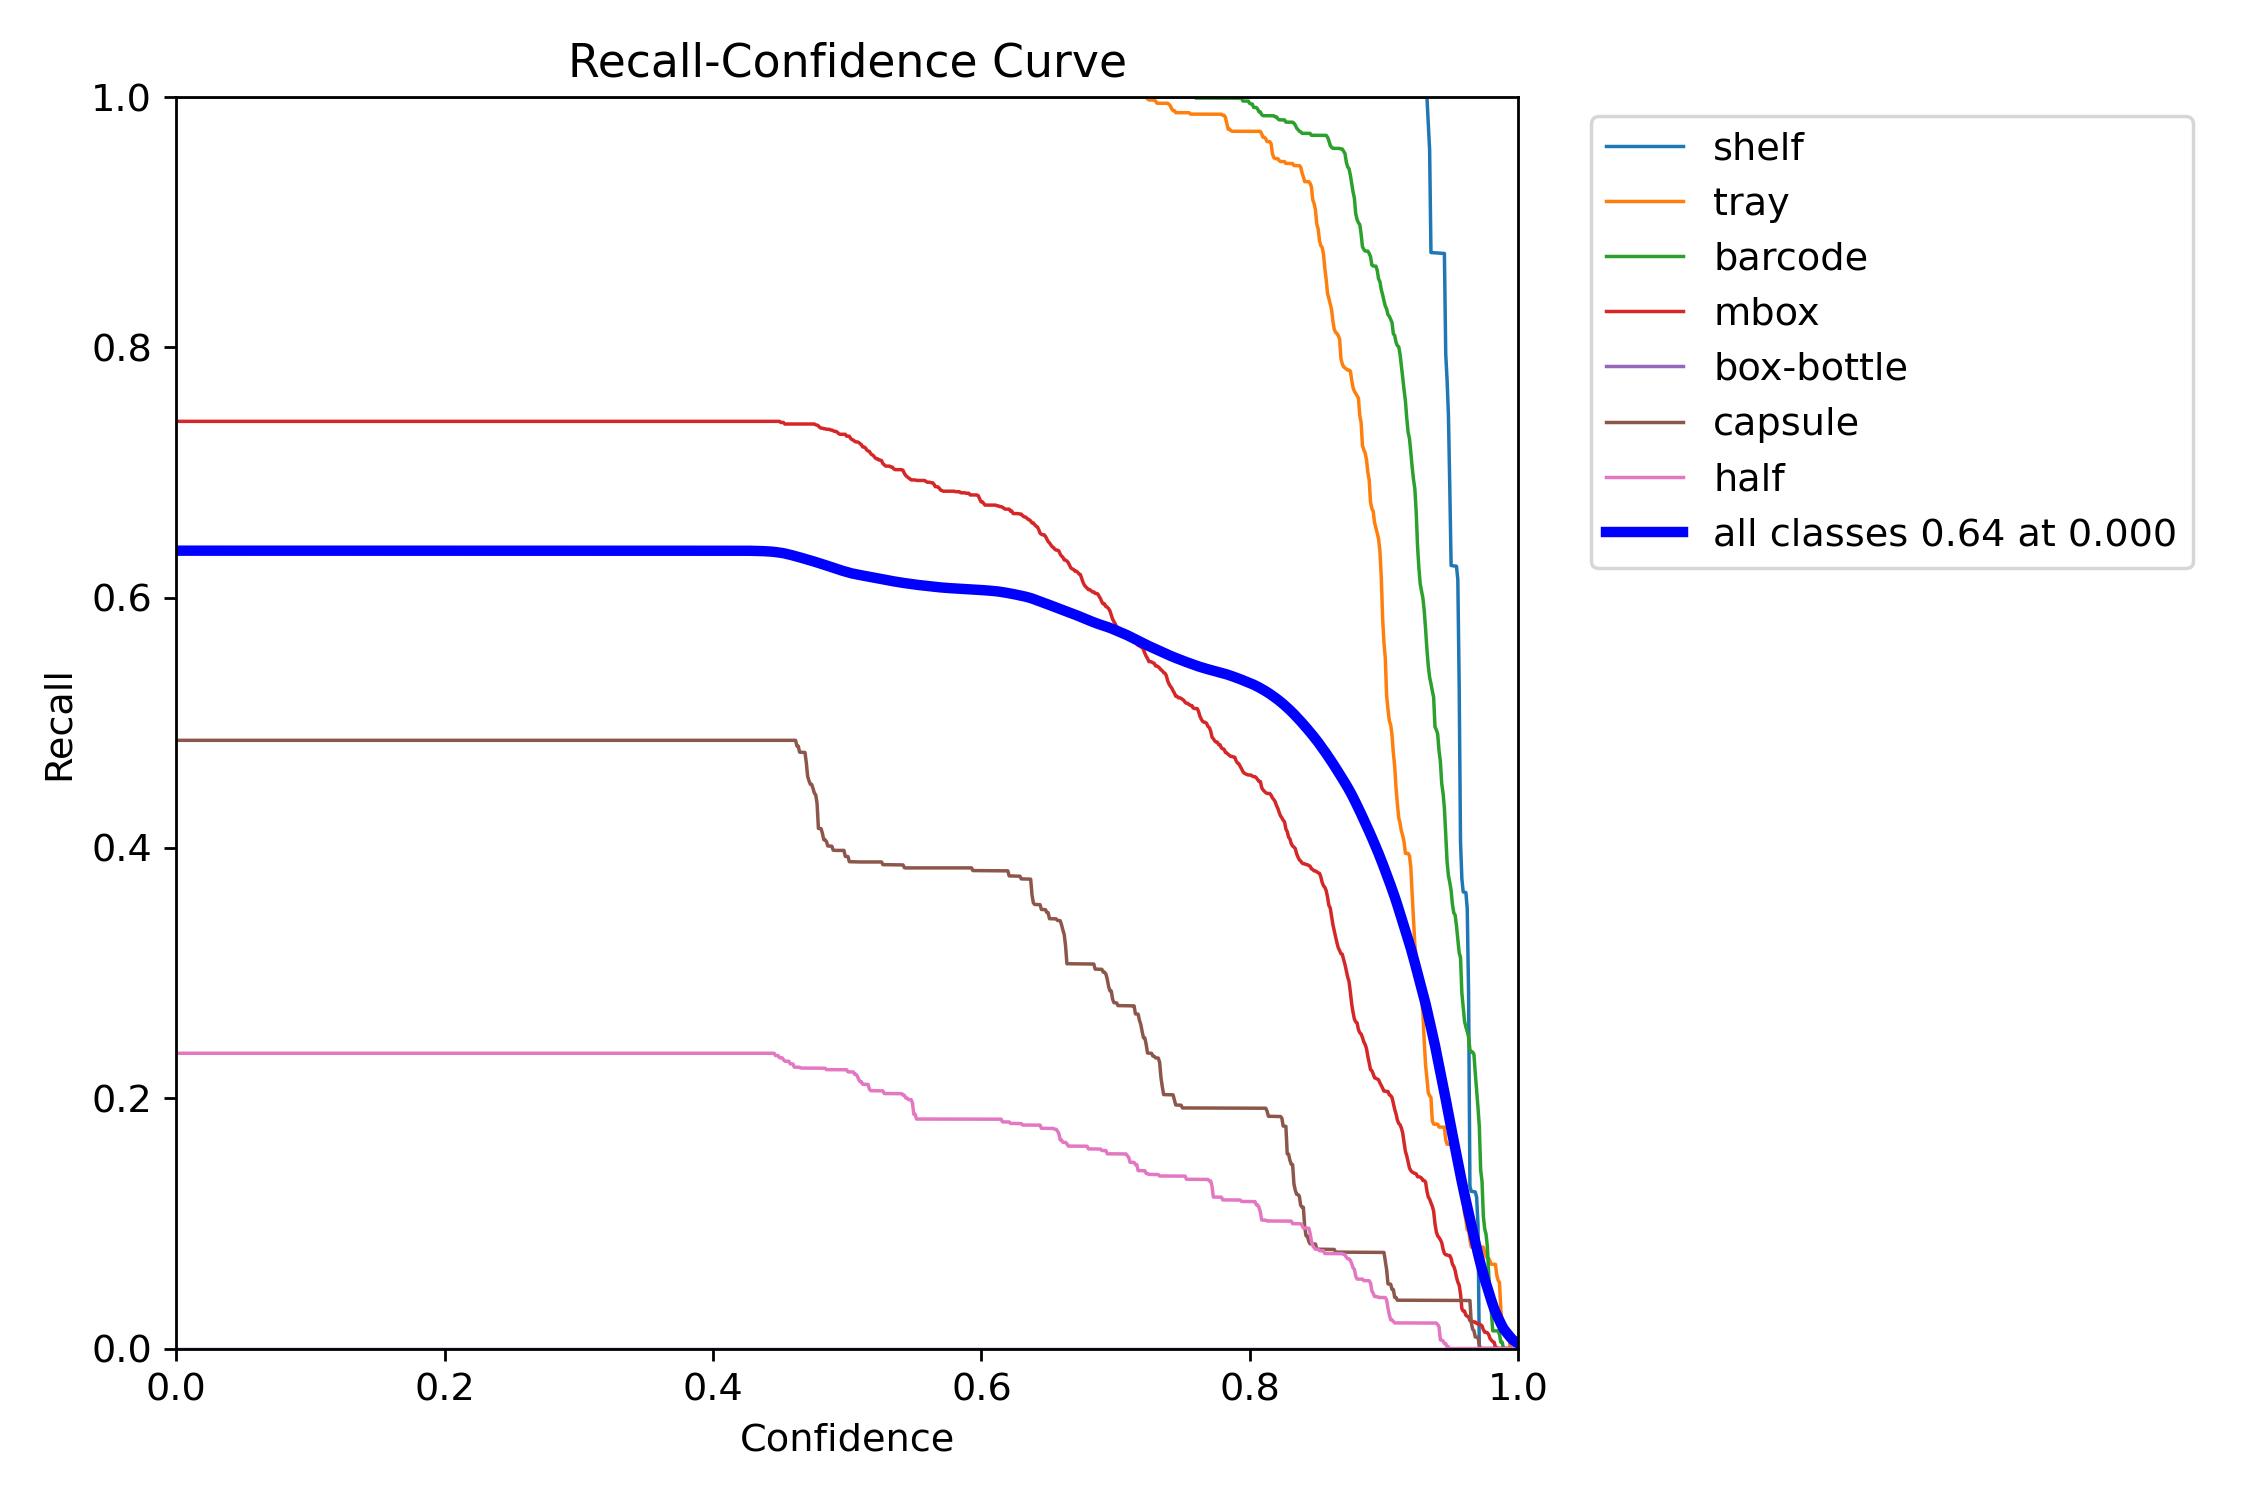 Recall-Confidence Curve
1.0
0.8
0.6
0.4
0.2
0.0
Recall
0.0 0.2 0.4 0.6 0.8 1.0
Confidence
shelf
tray
barcode
mbox
box-bottle
capsule
half
all classes 0.64 at 0.000